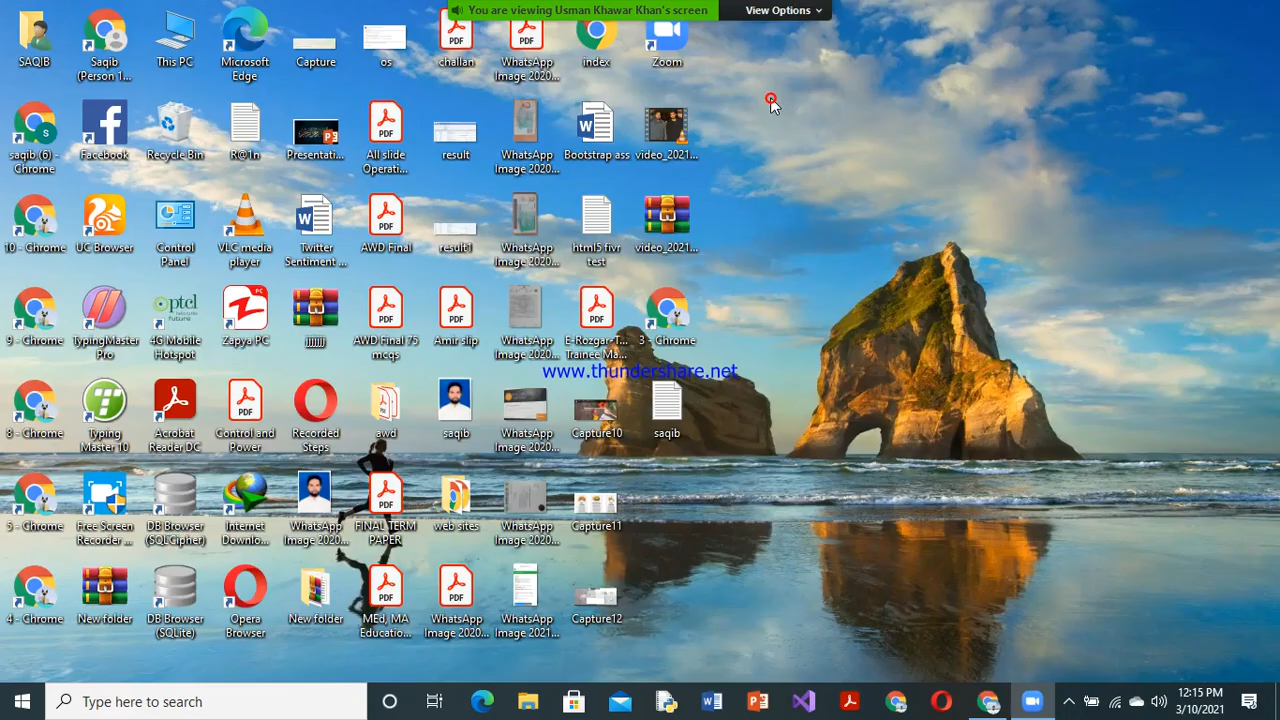 You are viewing Usman Khawar Khan's screen
View Options
SAQIB
Saqib
(Person 1...
This PC
Microsoft
Edge
Capture
os
challan
WhatsApp
Image 2020...
index
Zoom
saqib (6) -
Chrome
Facebook
Recycle Bin
R@1n
Presentati...
All slide
Operati...
result
WhatsApp
Image 2020...
Bootstrap ass
video_2021...
10 - Chrome
UC Browser
Control
Panel
VLC media
player
Twitter
Sentiment ...
AWD Final
result1
WhatsApp
Image 2020...
html5 fivr
test
video_2021...
9 - Chrome
TypingMaster
Pro
ptcl
4G Mobile
Hotspot
Zapya PC
jjjjjjj
AWD Final 75
mcqs
Amir slip
WhatsApp
Image 2020...
E-Rozgar-T...
Trainee Ma...
3 - Chrome
www.thundershare.net
8 - Chrome
Typing
Master 10
Acrobat
Reader DC
Control and
Power
Recorded
Steps
awd
saqib
WhatsApp
Image 2020...
Capture10
saqib
5 - Chrome
Free Screen
Recorder ...
DB Browser
(SQLCipher)
Internet
Downlo...
WhatsApp
Image 2020...
FINAL TERM
PAPER
web sites
WhatsApp
Image 2020...
Capture11
4 - Chrome
New folder
DB Browser
(SQLite)
Opera
Browser
New folder
MEd, MA
Educatio...
WhatsApp
Image 2020...
WhatsApp
Image 2021...
Capture12
Type here to search
12:15 PM
3/10/2021